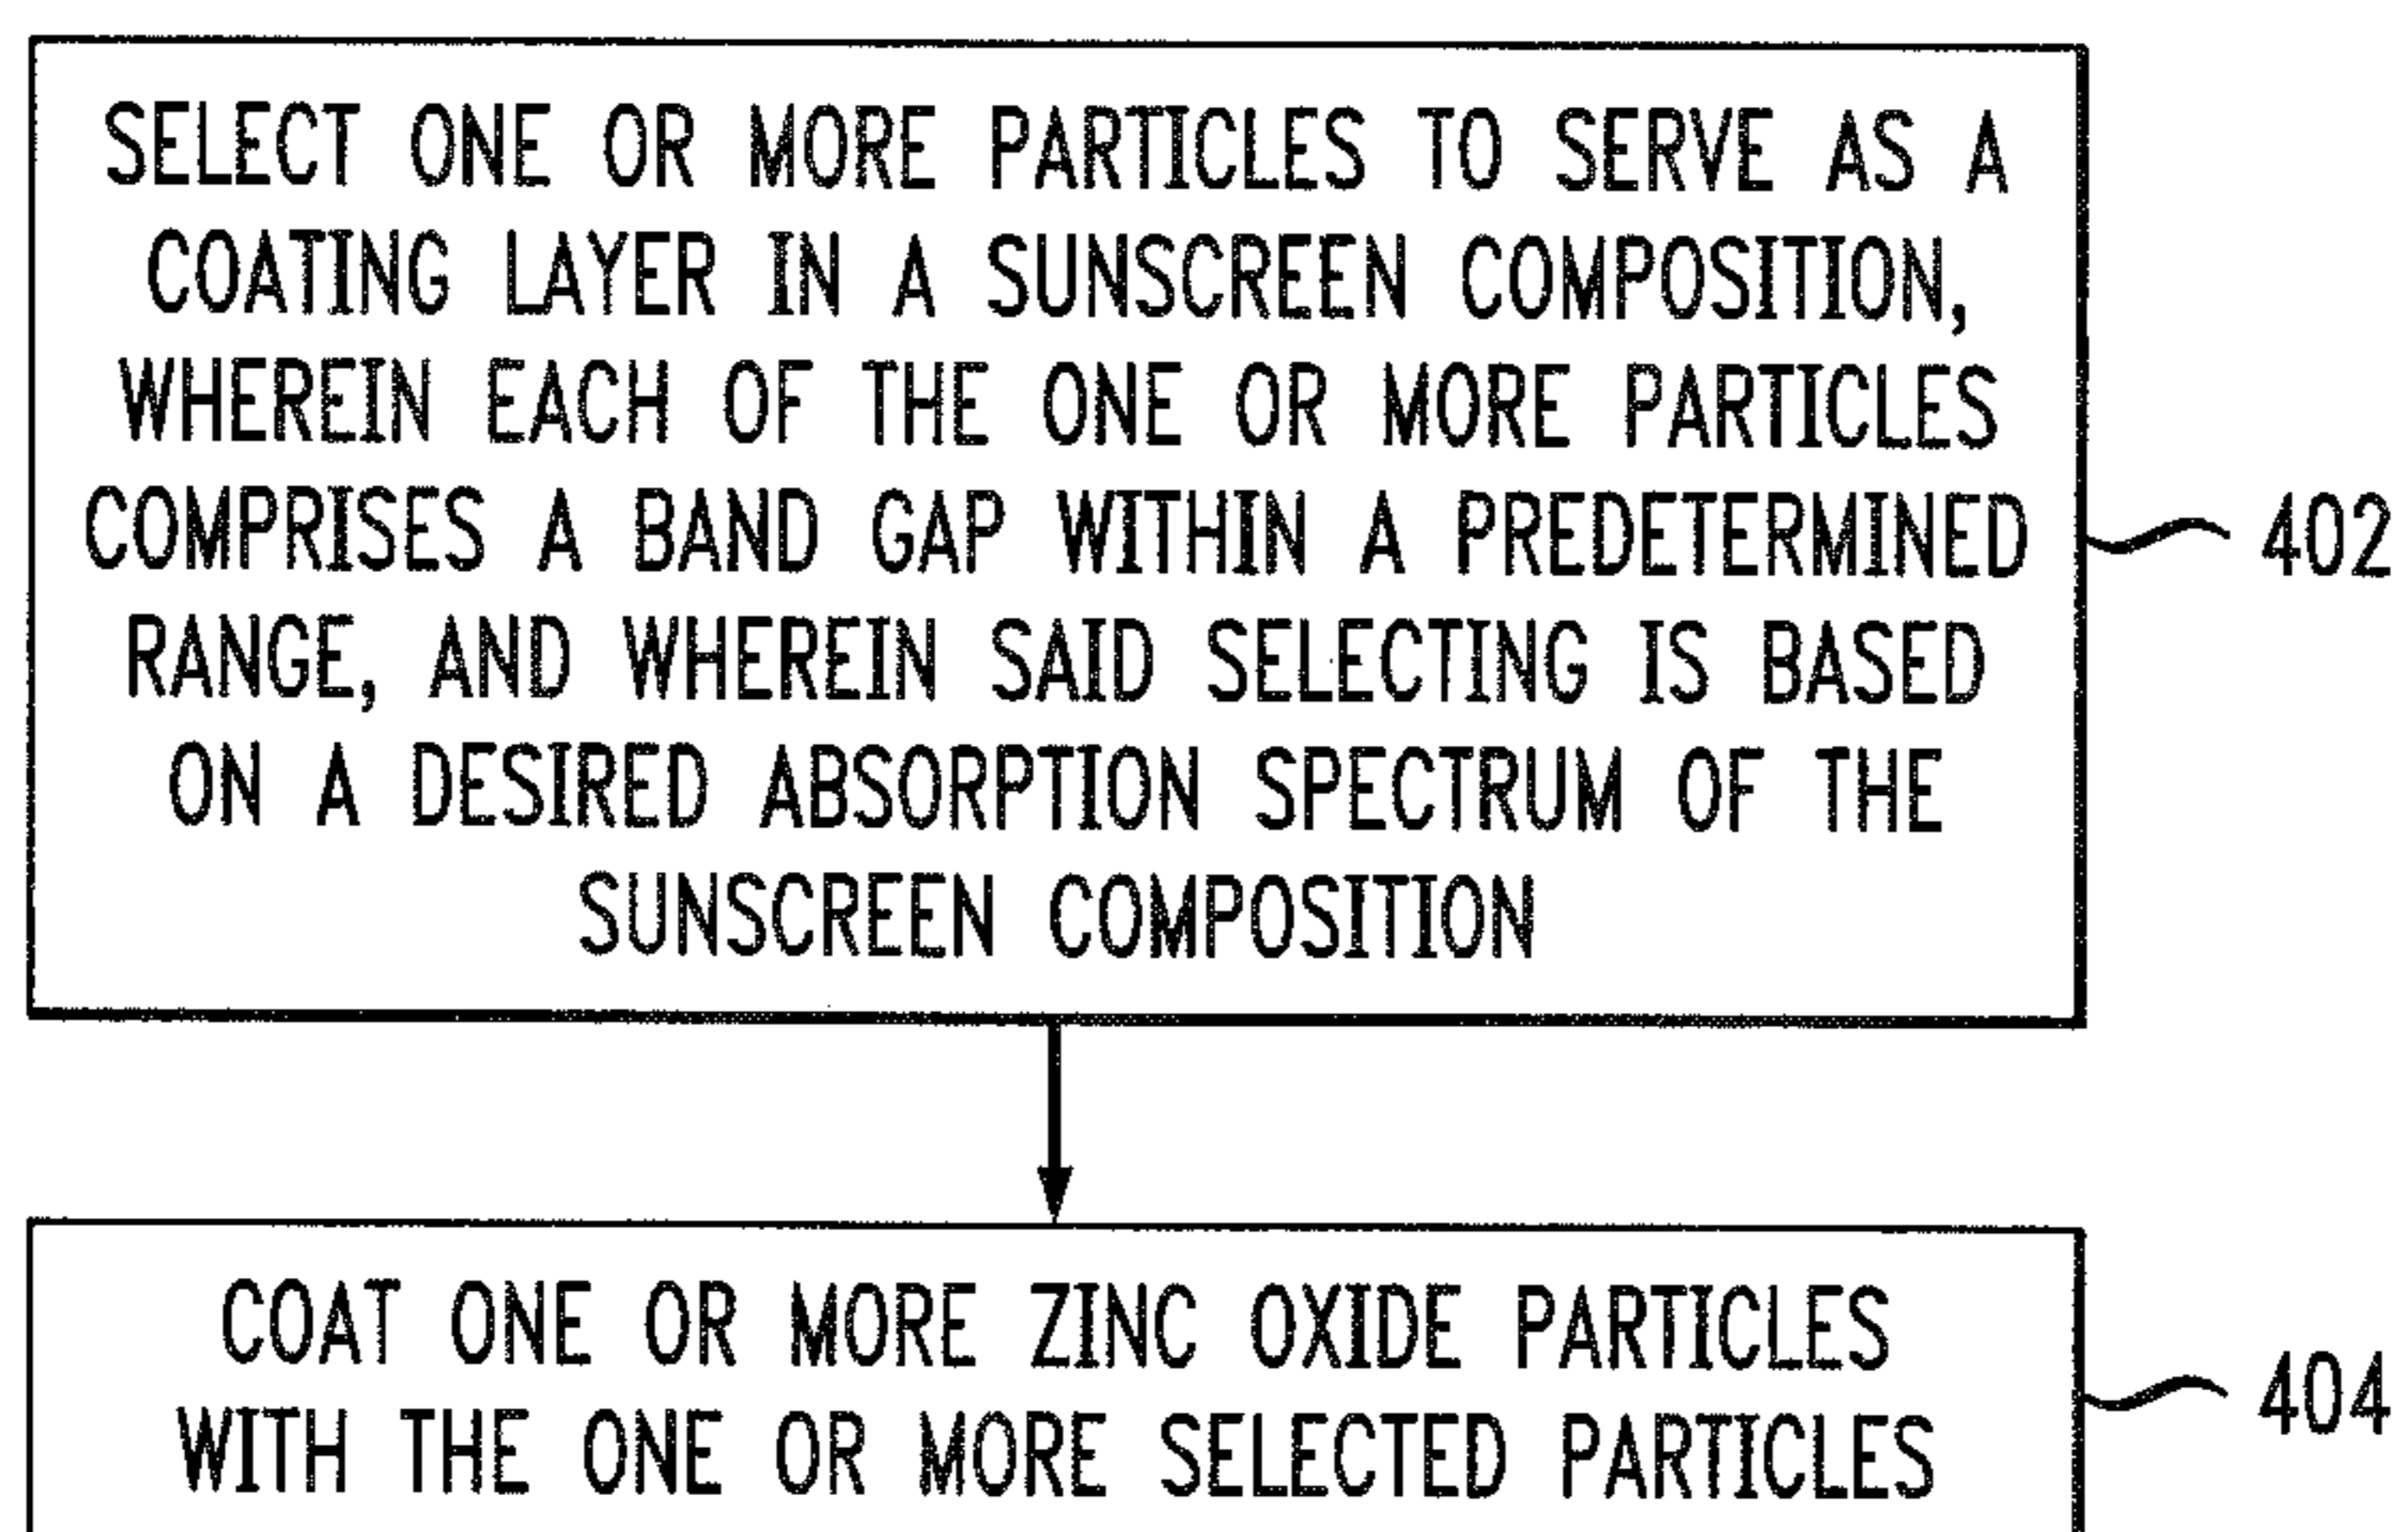 SELECT ONE OR MORE PARTICLES TO SERVE AS A
COATING LAYER IN A SUNSCREEN COMPOSITION,
WHEREIN EACH OF THE ONE OR MORE PARTICLES
COMPRISES A BAND GAP WITHIN A PREDETERMINED
RANGE, AND WHEREIN SAID SELECTING IS BASED
ON A DESIRED ABSORPTION SPECTRUM OF THE
SUNSCREEN COMPOSITION
402
COAT ONE OR MORE ZINC OXIDE PARTICLES
WITH THE ONE OR MORE SELECTED PARTICLES
404